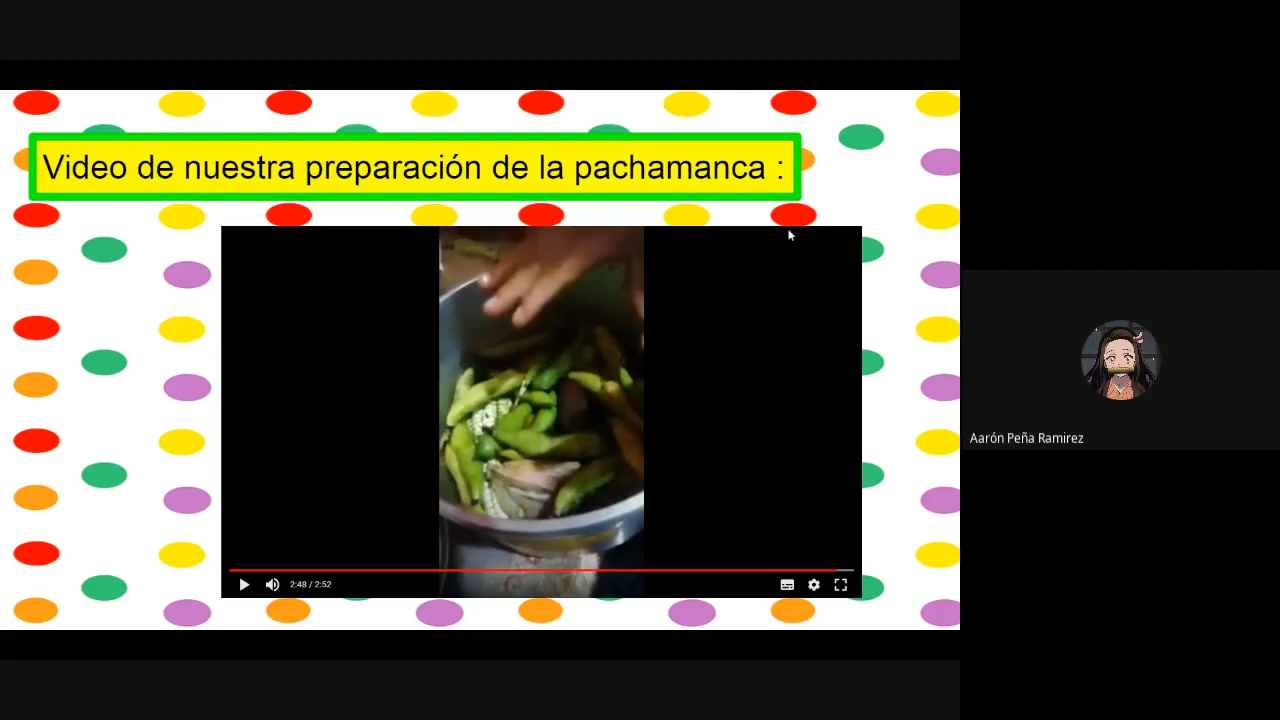 Video de nuestra preparación de la pachamanca :
2:48 / 2:52
Aarón Peña Ramirez